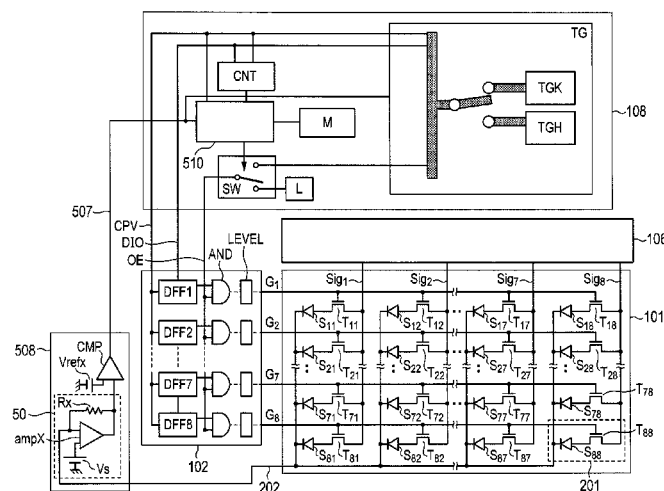 TG
CNT
TGK
M
TGH
108
510
SW
L
507
CPV
DIO
OE
AND
LEVEL
106
DFF1
G1
Sig1
Sig2
Sig7
Sig8
101
S11
T11
S12
T12
S17
T17
S18
T18
DFF2
G2
S21
T21
S22
T22
S27
T27
S28
T28
508
CMP
Vrefx
DFF7
G7
S71
T71
S72
T72
S77
T77
S78
T78
50
Rx
ampX
DFF8
G8
S81
T81
S82
T82
S87
T87
S88
T88
Vs
102
202
201